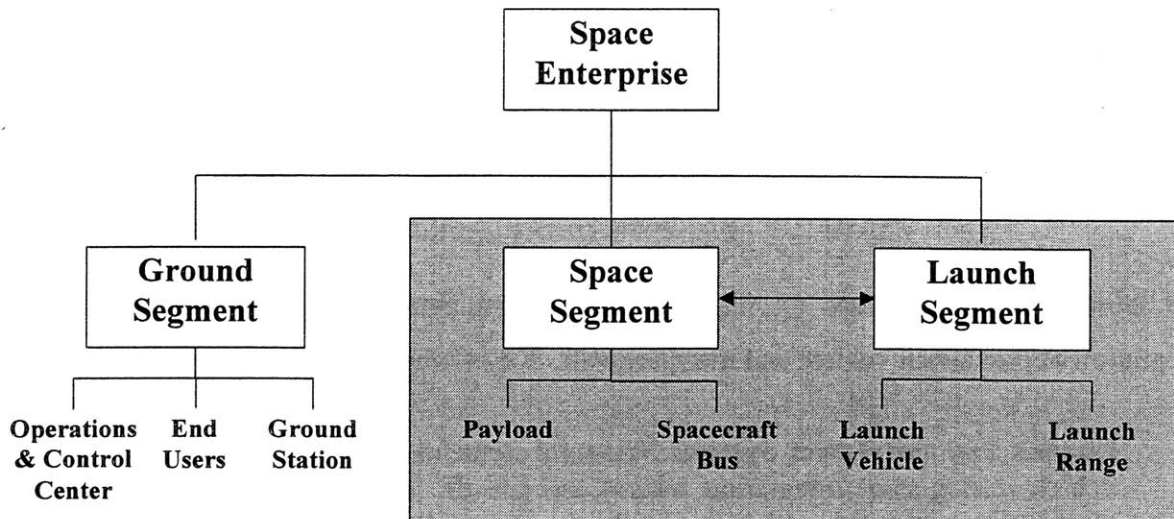 Space
Enterprise
Ground
Segment
Space
Segment
Launch
Segment
Operations
& Control
Center
End
Users
Ground
Station
Payload
Spacecraft
Bus
Launch
Vehicle
Launch
Range